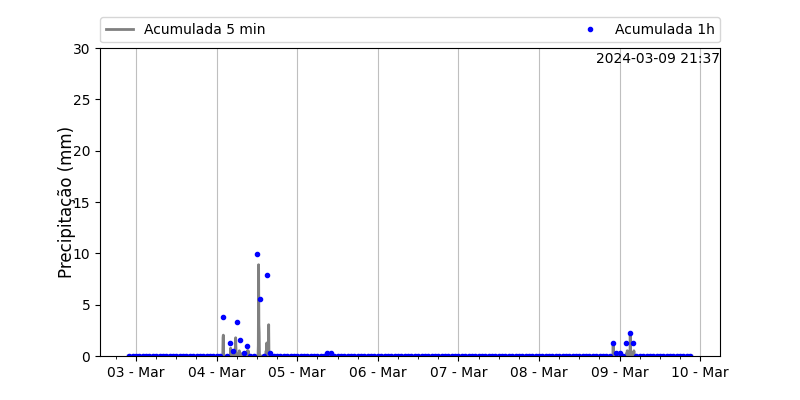 Acumulada 5 min
Acumulada 1h
2024-03-09 21:37
Precipitação (mm)
30
25
20
15
10
5
0
03 - Mar
04 - Mar
05 - Mar
06 - Mar
07 - Mar
08 - Mar
09 - Mar
10 - Mar